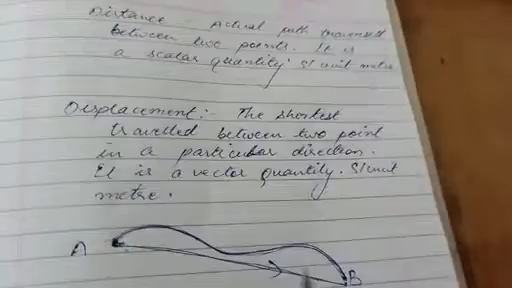 Distance Actual path traversed
between two points. It is
a scalar quantity. SI unit metre
Displacement:- The shortest
travelled between two point
in a particular direction.
It is a vector quantity. SI unit
metre.
A
B